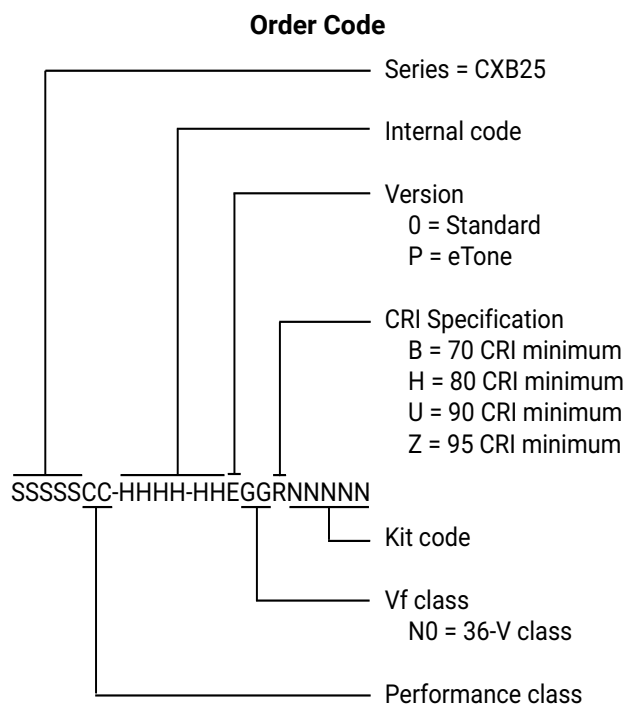 Order Code
Series = CXB25
Internal code
Version
0 = Standard
P = eTone
CRI Specification
B = 70 CRI minimum
H = 80 CRI minimum
U = 90 CRI minimum
Z = 95 CRI minimum
SSSSSCC-HHHH-HHEGGRNNNNN
Kit code
Vf class
N0 = 36-V class
Performance class